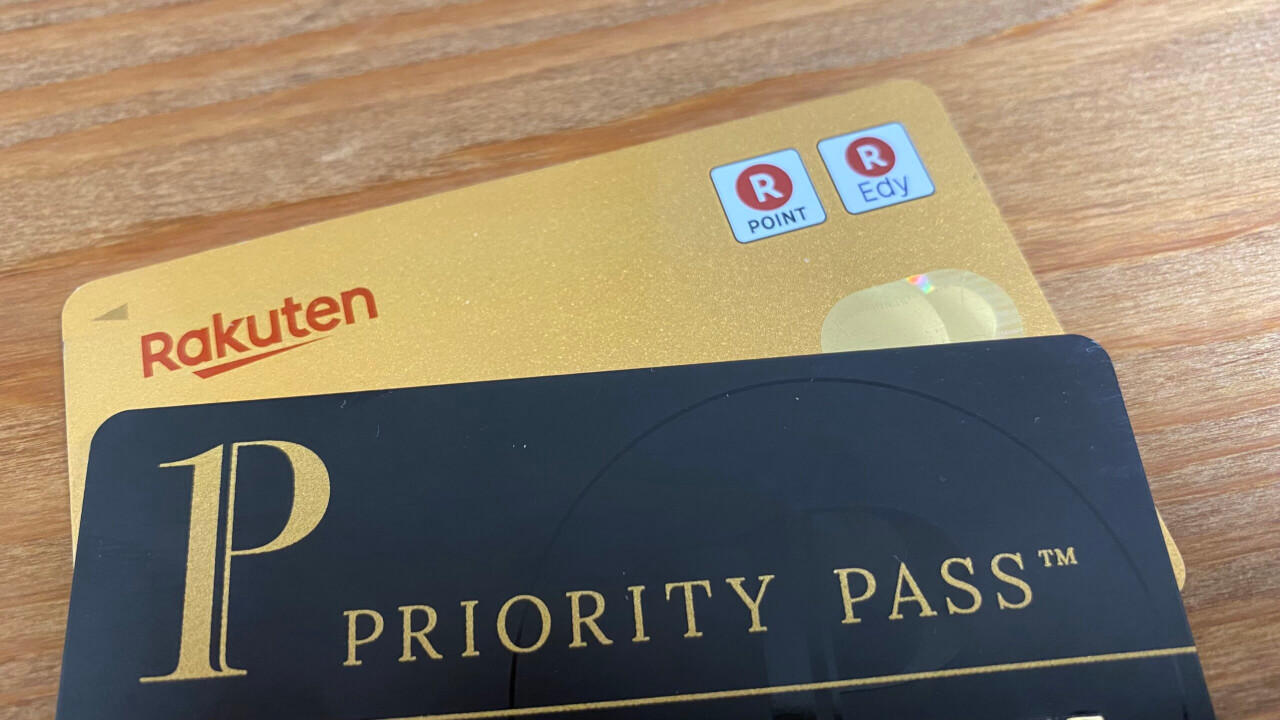 R
POINT
R
Edy
Rakuten
P
PRIORITY PASS™